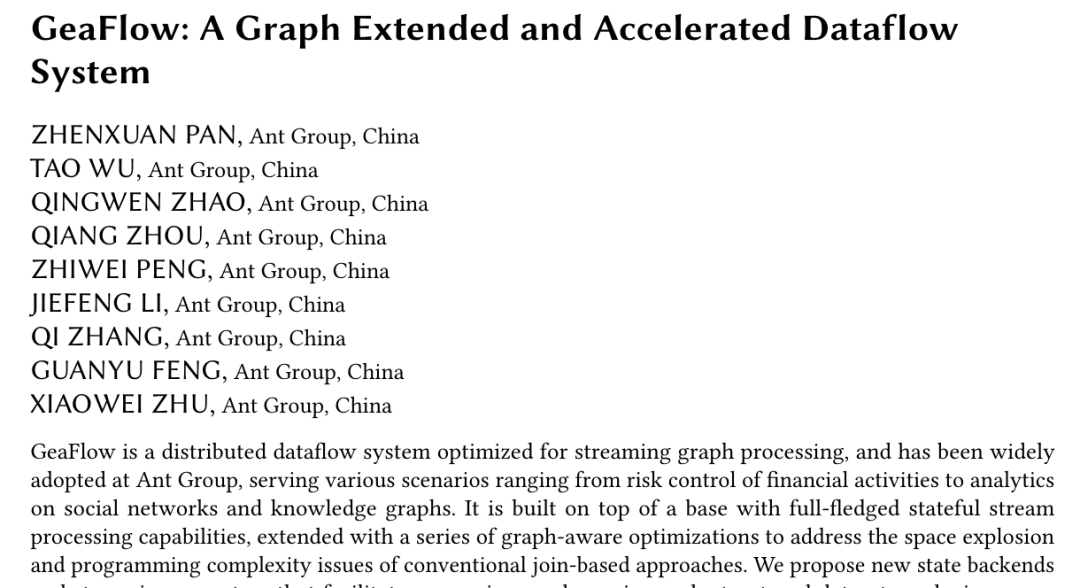 GeaFlow: A Graph Extended and Accelerated Dataflow
System
ZHENXUAN PAN, Ant Group, China
TAO WU, Ant Group, China
QINGWEN ZHAO, Ant Group, China
QIANG ZHOU, Ant Group, China
ZHIWEI PENG, Ant Group, China
JIEFENG LI, Ant Group, China
QI ZHANG, Ant Group, China
GUANYU FENG, Ant Group, China
XIAOWEI ZHU, Ant Group, China
GeaFlow is a distributed dataflow system optimized for streaming graph processing, and has been widely
adopted at Ant Group, serving various scenarios ranging from risk control of financial activities to analytics
on social networks and knowledge graphs. It is built on top of a base with full-fledged stateful stream
processing capabilities, extended with a series of graph-aware optimizations to address the space explosion
and programming complexity issues of conventional join-based approaches. We propose new state backends